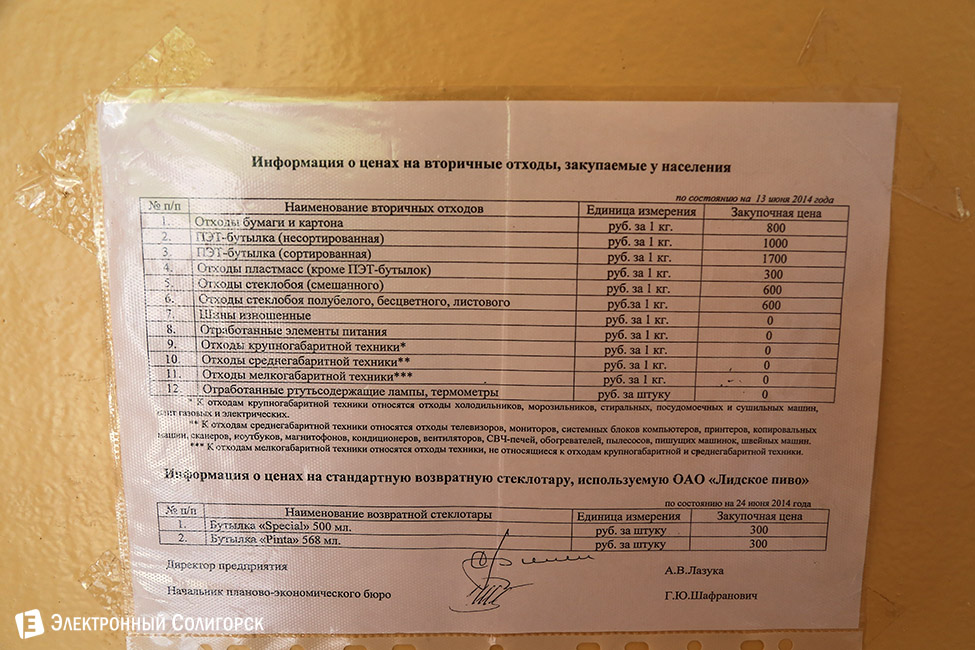 Информация о ценах на вторичные отходы, закупаемые у населения
по состоянию на 13 июня 2014 года
№ п/п Наименование вторичных отходов Единица измерения Закупочная цена
1. Отходы бумаги и картона руб. за 1 кг. 800
2. ПЭТ-бутылка (несортированная) руб. за 1 кг. 1000
3. ПЭТ-бутылка (сортированная) руб. за 1 кг. 1700
4. Отходы пластмасс (кроме ПЭТ-бутылок) руб. за 1 кг. 300
5. Отходы стеклобоя (смешанного) руб. за 1 кг. 600
6. Отходы стеклобоя полубелого, бесцветного, листового руб.за 1 кг. 600
7. Шины изношенные руб. за 1 кг. 0
8. Отработанные элементы питания руб. за 1 кг. 0
9. Отходы крупногабаритной техники* руб. за 1 кг. 0
10. Отходы среднегабаритной техники** руб. за 1 кг. 0
11. Отходы мелкогабаритной техники*** руб. за 1 кг. 0
12 Отработанные ртутьсодержащие лампы, термометры руб. за штуку 0
* К отходам крупногабаритной техники относятся отходы холодильников, морозильников, стиральных, посудомоечных и сушильных машин,
плит газовых и электрических.
** К отходам среднегабаритной техники относятся отходы телевизоров, мониторов, системных блоков компьютеров, принтеров, копировальных
машин, сканеров, ноутбуков, магнитофонов, кондиционеров, вентиляторов, СВЧ-печей, обогревателей, пылесосов, пишущих машинок, швейных машин.
*** К отходам мелкогабаритной техники относятся отходы техники, не относящиеся к отходам крупногабаритной и среднегабаритной техники.
Информация о ценах на стандартную возвратную стеклотару, используемую ОАО «Лидское пиво»
по состоянию на 24 июня 2014 года
№ п/п Наименование возвратной стеклотары Единица измерения Закупочная цена
1. Бутылка «Special» 500 мл. руб. за штуку 300
2. Бутылка «Pinta» 568 мл. руб. за штуку 300
Директор предприятия А.В.Лазука
Начальник планово-экономического бюро Г.Ю.Шафранович
Е Электронный Солигорск